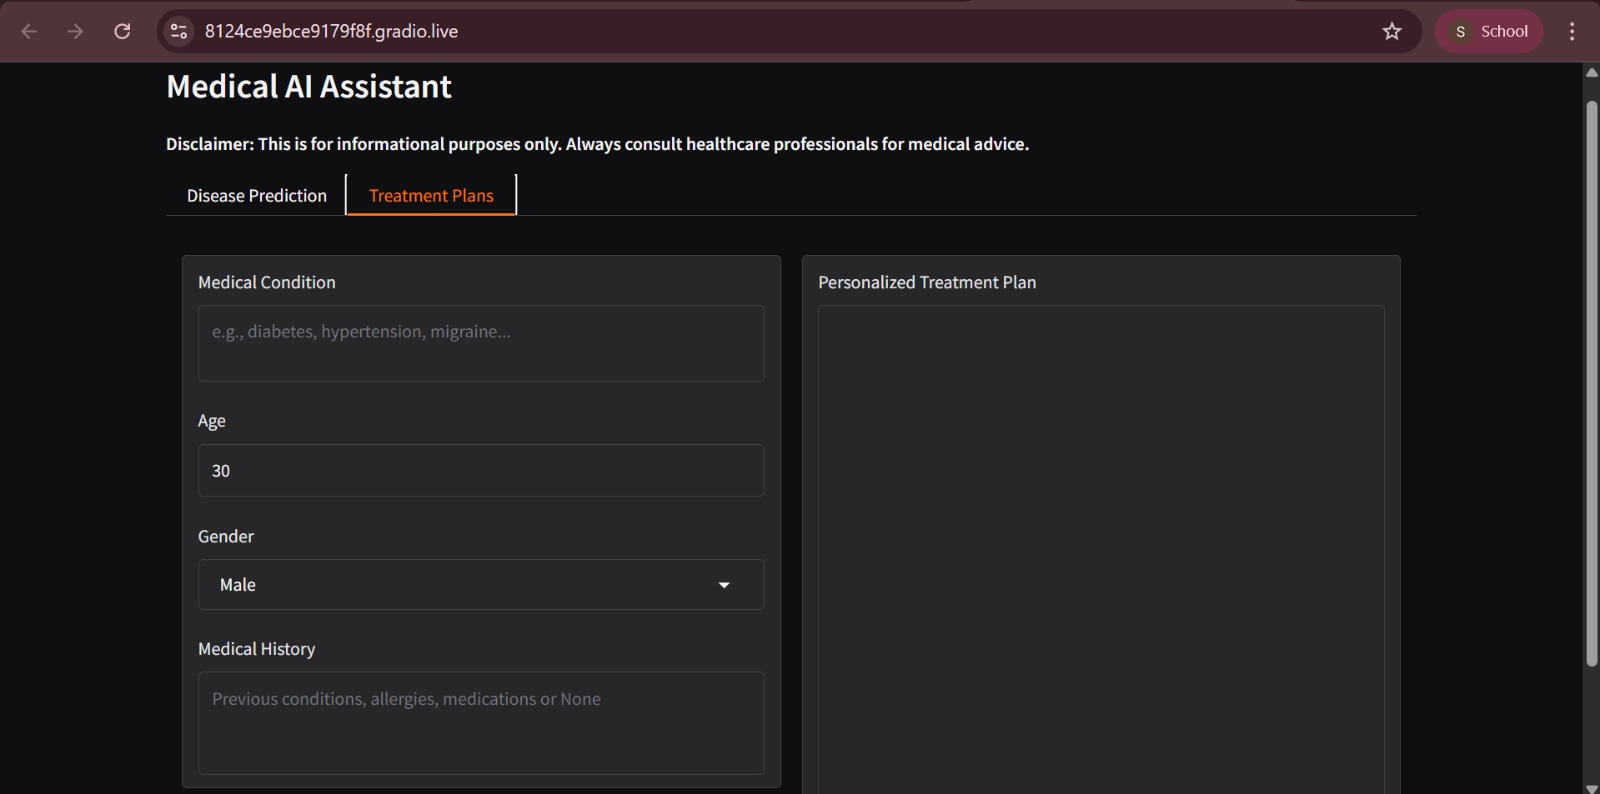 8124ce9ebce9179f8f.gradio.live
S School
Medical AI Assistant
Disclaimer: This is for informational purposes only. Always consult healthcare professionals for medical advice.
Disease Prediction
Treatment Plans
Medical Condition
e.g., diabetes, hypertension, migraine...
Age
30
Gender
Male
Medical History
Previous conditions, allergies, medications or None
Personalized Treatment Plan